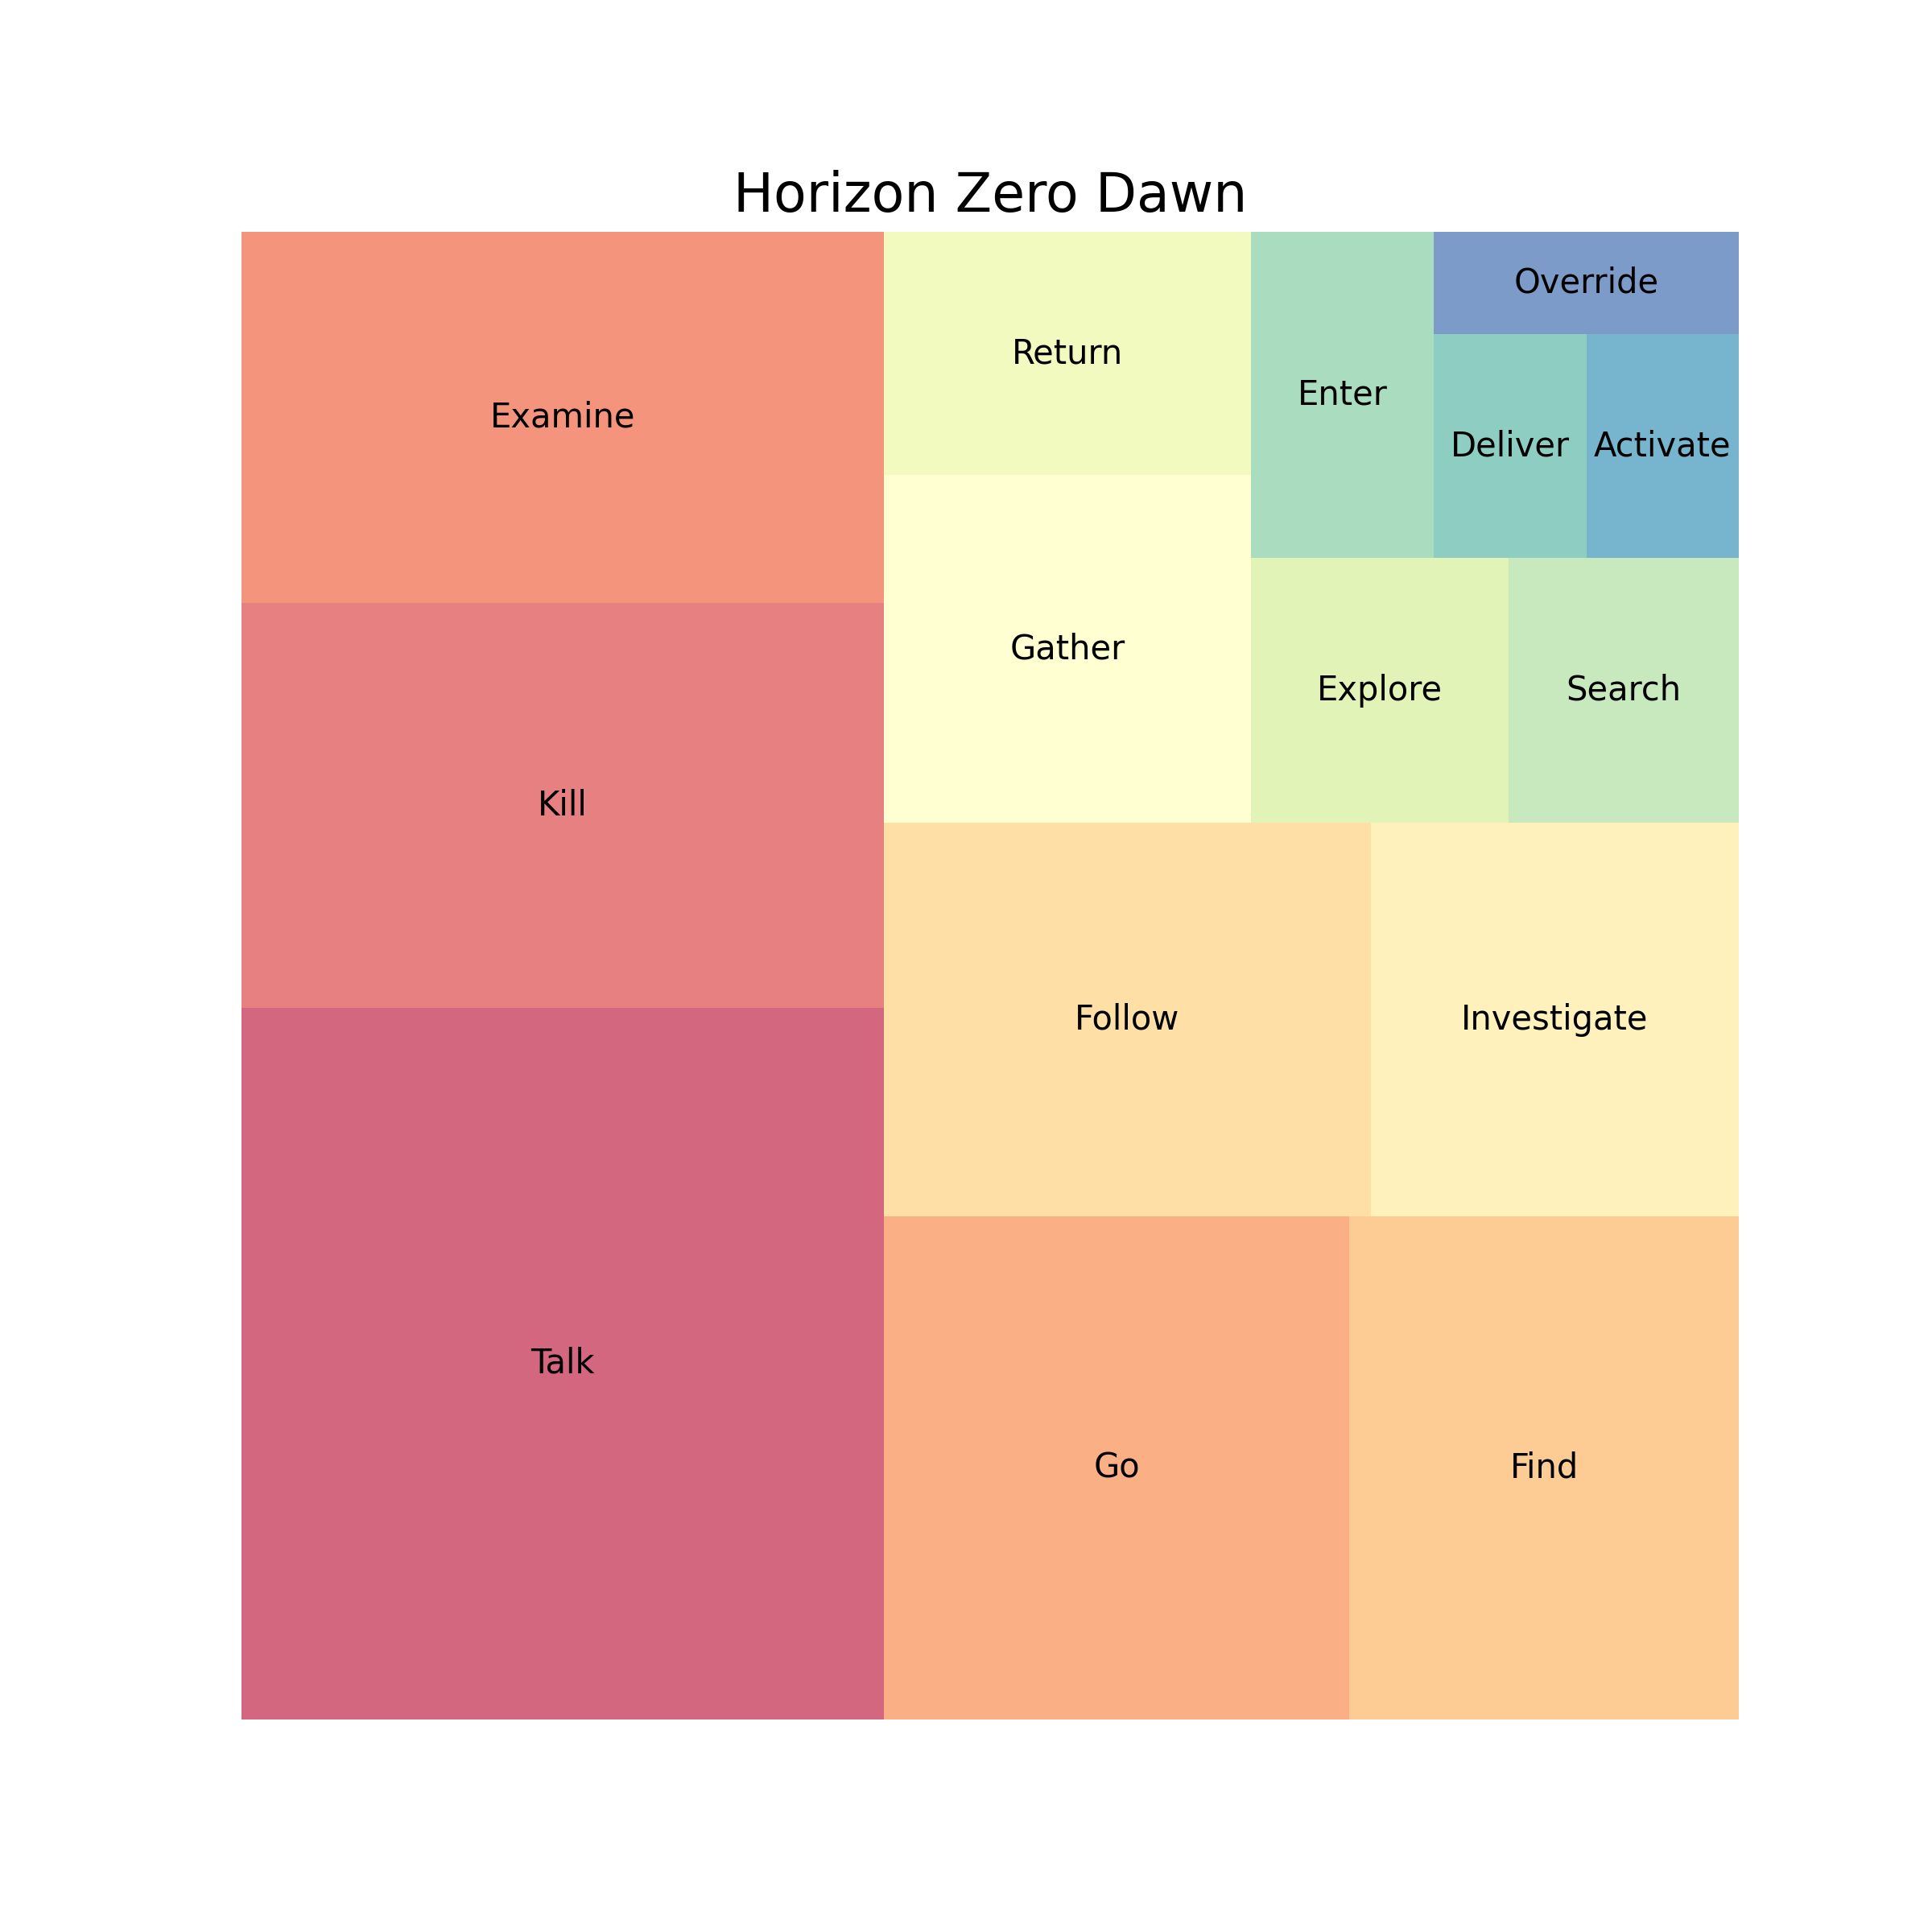 Horizon Zero Dawn
Override
Return
Enter
Examine
Deliver
Activate
Gather
Explore
Search
Kill
Follow
Investigate
Talk
Go
Find